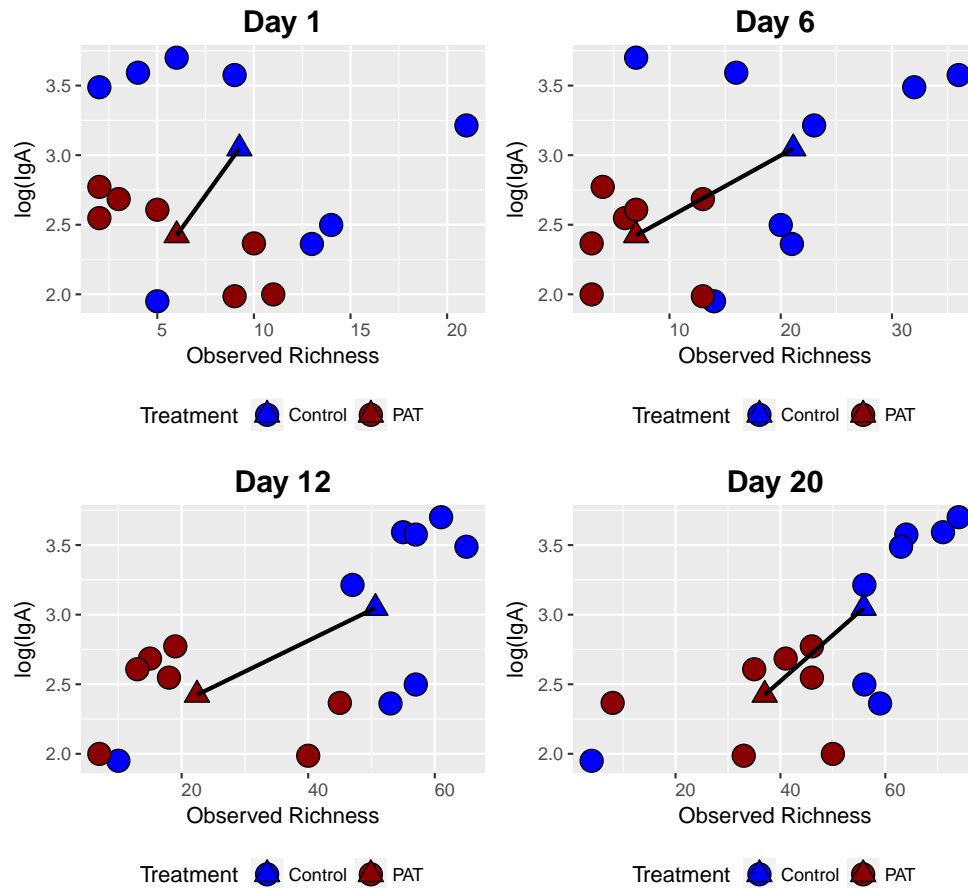 Day 1
Day 6
3.5
3.0
2.5
2.0
log(IgA)
5
10
15
20
Observed Richness
Treatment Control PAT
3.5
3.0
2.5
2.0
log(IgA)
10
20
30
Observed Richness
Treatment Control PAT
Day 12
Day 20
3.5
3.0
2.5
2.0
log(IgA)
20
40
60
Observed Richness
Treatment Control PAT
3.5
3.0
2.5
2.0
log(IgA)
20
40
60
Observed Richness
Treatment Control PAT